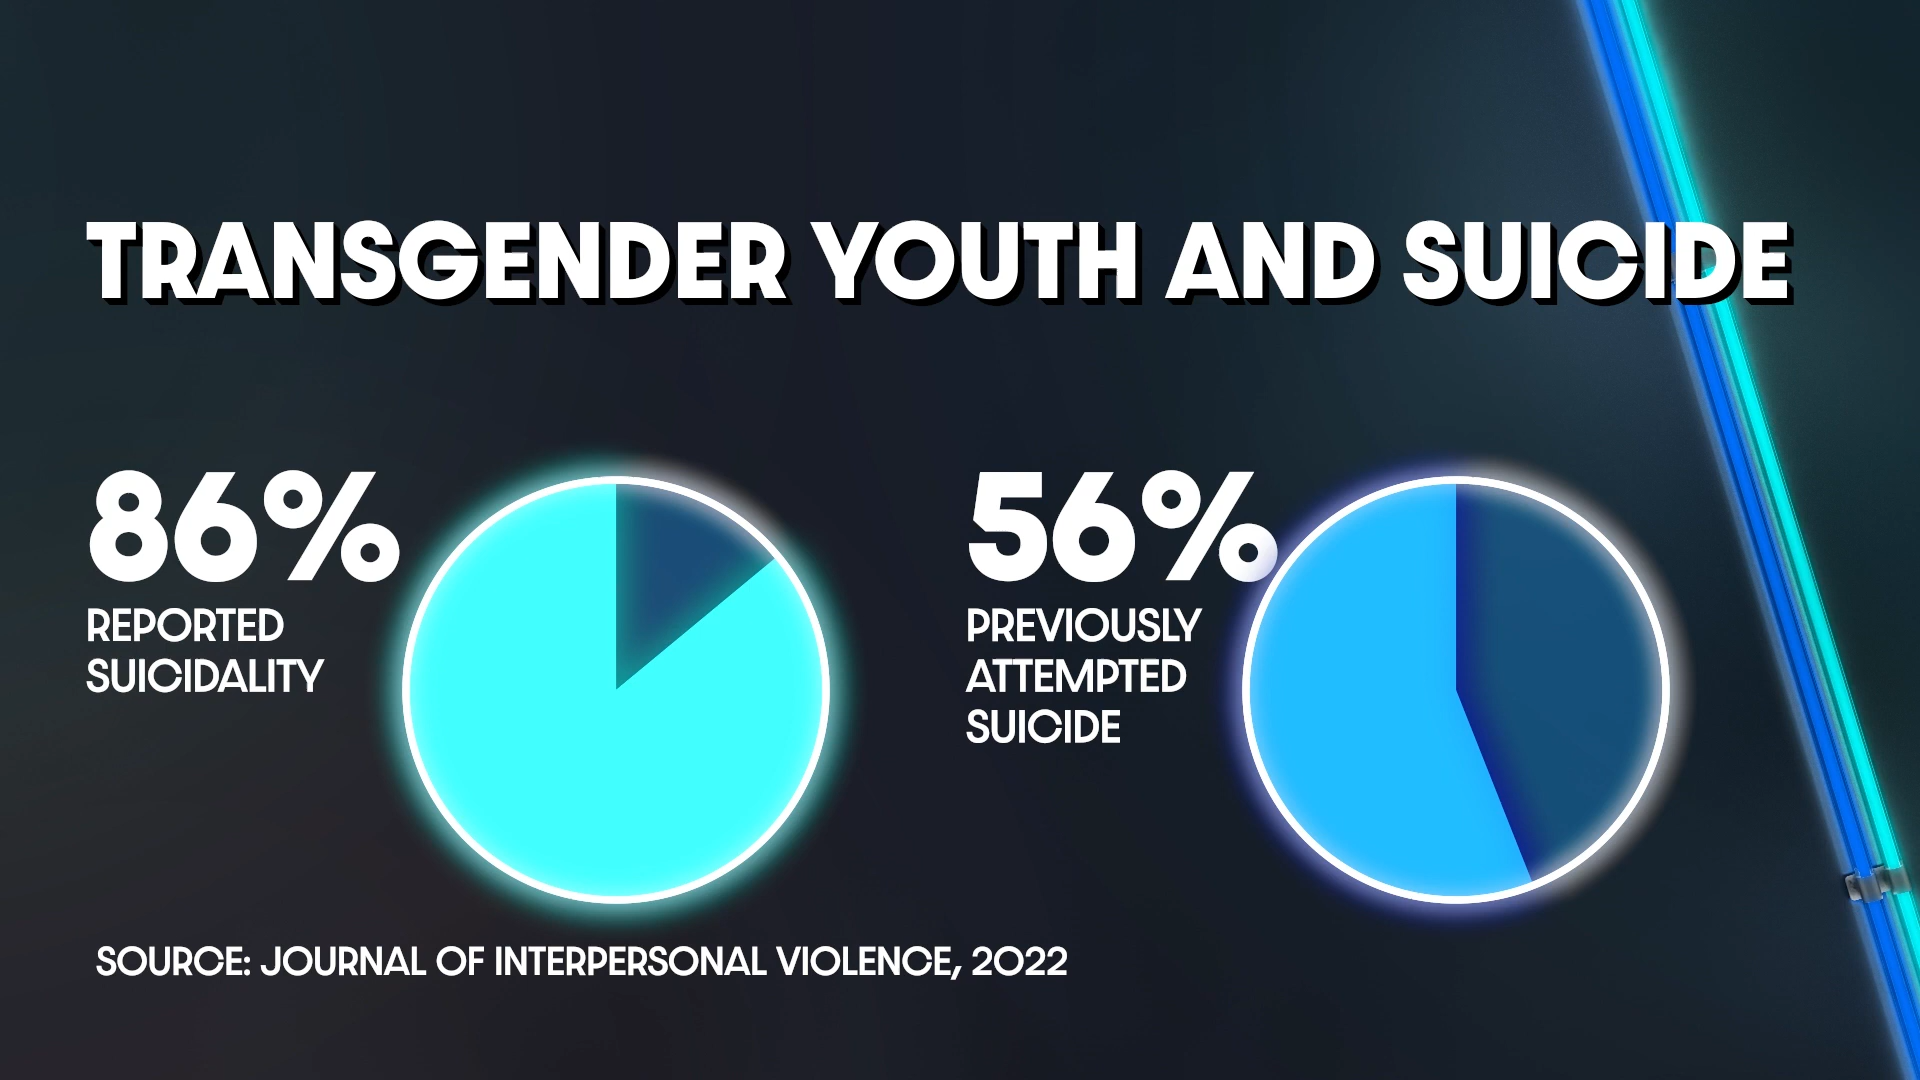 TRANSGENDER YOUTH AND SUICIDE
86%
REPORTED
SUICIDALITY
56%
PREVIOUSLY
ATTEMPTED
SUICIDE
SOURCE: JOURNAL OF INTERPERSONAL VIOLENCE, 2022